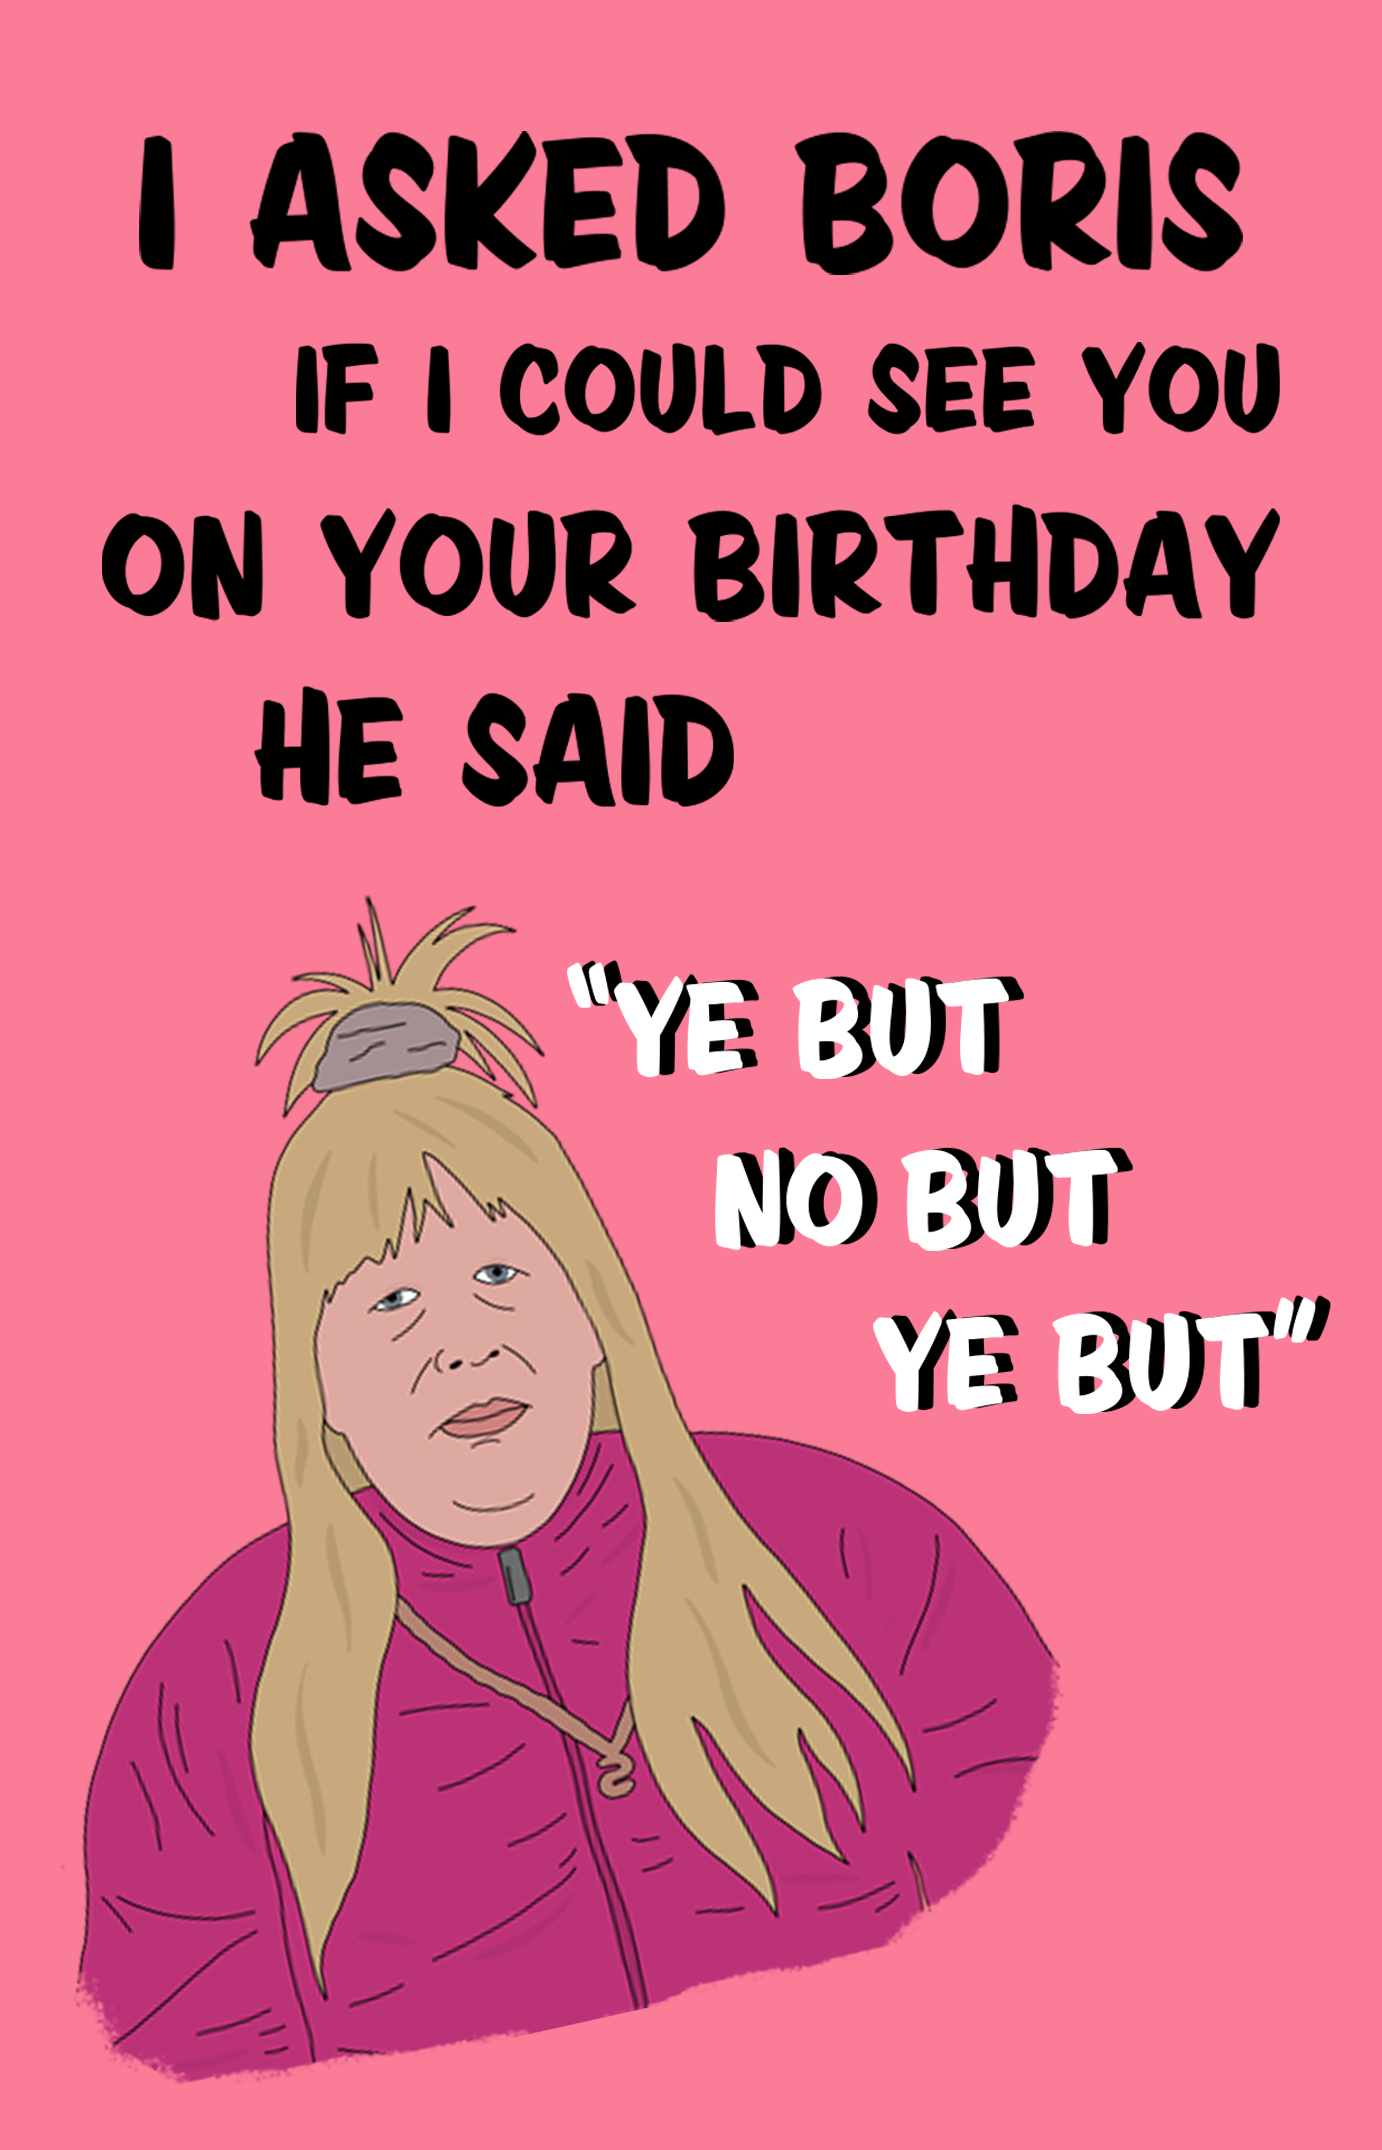 I ASKED BORIS
IF I COULD SEE YOU
ON YOUR BIRTHDAY
HE SAID
"YE BUT
NO BUT
YE BUT"